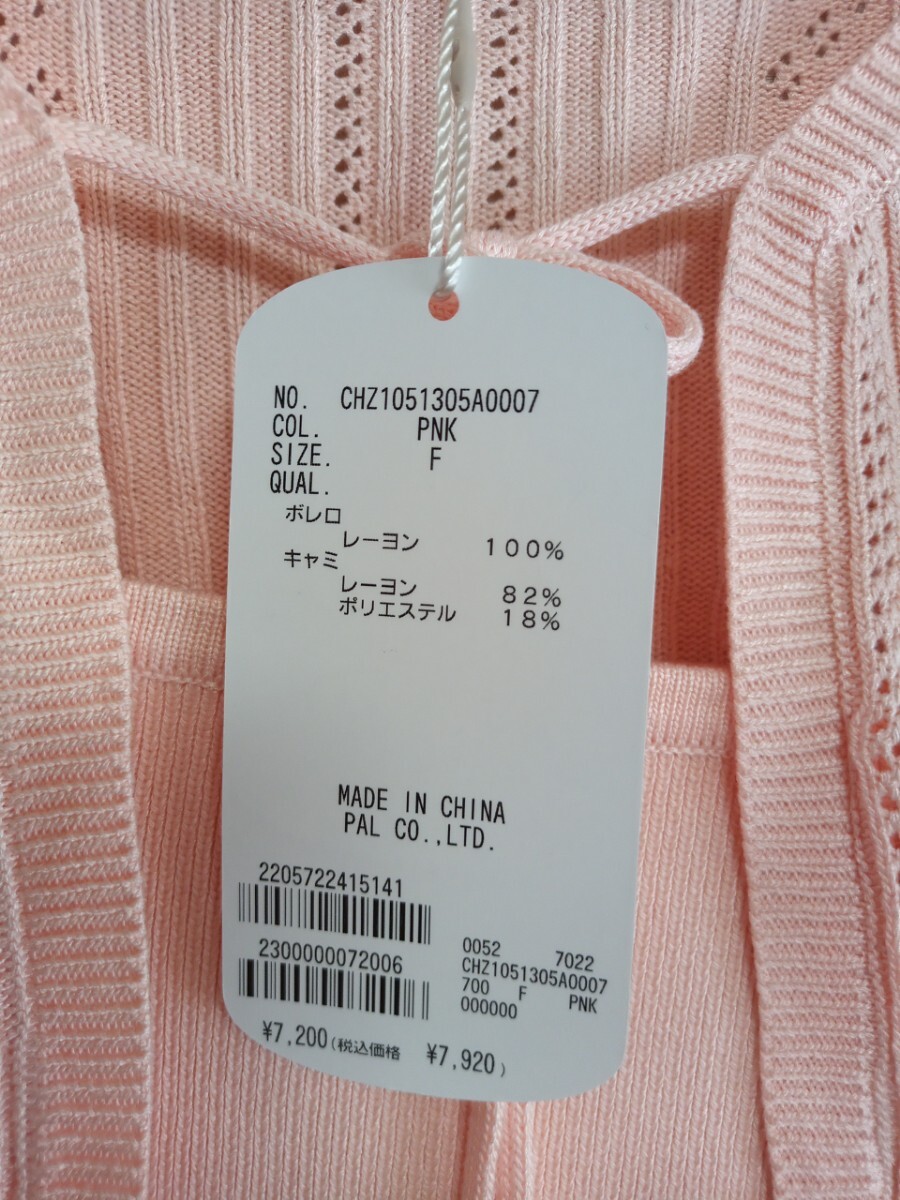 NO. CHZ1051305A0007
COL. PNK
SIZE. F
QUAL.
ボレロ
レーヨン 100%
キャミ
レーヨン 82%
ポリエステル 18%
MADE IN CHINA
PAL CO.,LTD.
2205722415141
2300000072006
0052 7022
CHZ1051305A0007
700 F PNK
000000
¥7,200(税込価格 ¥7,920)